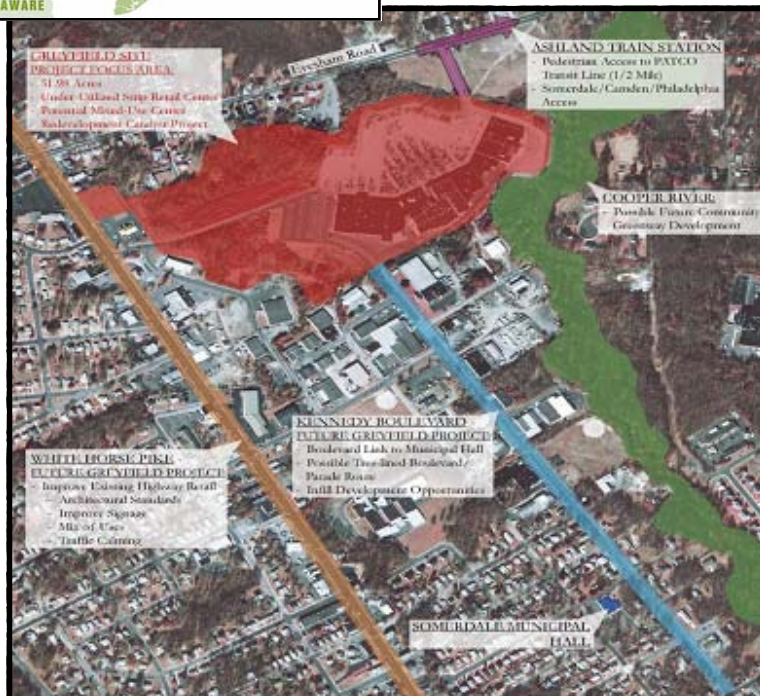 AWARE
GREYFIELD SITE
PROJECT FOCUS AREA:
- 51.98 Acres
- Under-Utilized Strip Retail Center
- Potential Mixed-Use Center
- Redevelopment Catalyst Project
Evesham Road
ASHLAND TRAIN STATION
- Pedestrian Access to PATCO
Transit Line (1/2 Mile)
- Somerdale/Camden/Philadelphia
Access
COOPER RIVER:
- Possible Future Community
Greenway Development
WHITE HORSE PIKE
FUTURE GREYFIELD PROJECT:
- Improve Existing Highway Retail
- Architectural Standards
- Improve Signage
- Mix of Uses
- Traffic Calming
KENNEDY BOULEVARD
FUTURE GREYFIELD PROJECT:
- Boulevard Link to Municipal Hall
- Possible Tree-lined Boulevard/
Parade Route
- Infill Development Opportunities
SOMERDALE MUNICIPAL
HALL